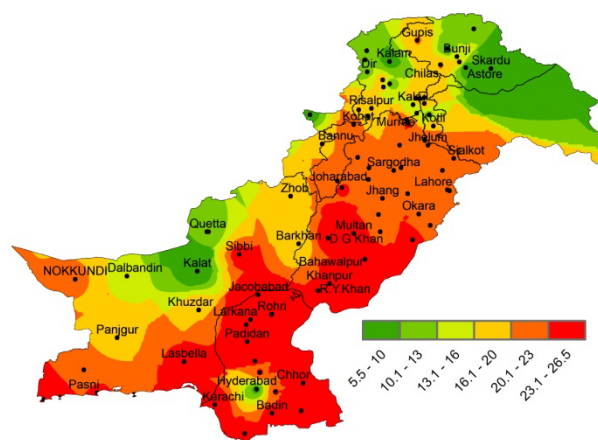 Gupis
Kalam
Bunji
Dir
Skardu
Chilas
Astore
Risalpur
Kohat
Kotli
Bannu
Jhelum
Sialkot
Sargodha
Joharabad
Zhob
Jhang
Lahore
Okara
Quetta
Multan
Barkhan
D G Khan
Sibbi
NOKKUNDI
Dalbandin
Kalat
Bahawalpur
Khanpur
R.Y.Khan
Jacobabad
Khuzdar
Larkana
Rohri
Padidan
Panjgur
Lasbella
Pasni
Hyderabad
Chhor
Karachi
Badin
5.5 - 10
10.1 - 13
13.1 - 16
16.1 - 20
20.1 - 23
23.1 - 26.5